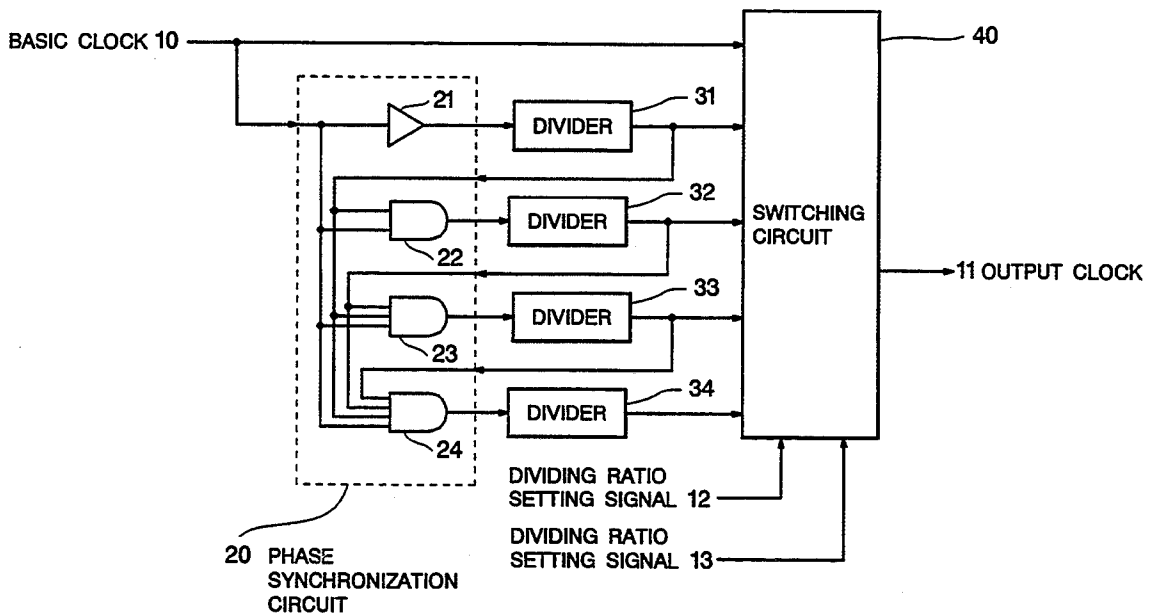 BASIC CLOCK 10
40
21
31
DIVIDER
32
DIVIDER
22
SWITCHING
CIRCUIT
11 OUTPUT CLOCK
33
DIVIDER
23
34
DIVIDER
24
DIVIDING RATIO
SETTING SIGNAL 12
DIVIDING RATIO
SETTING SIGNAL 13
20 PHASE
SYNCHRONIZATION
CIRCUIT